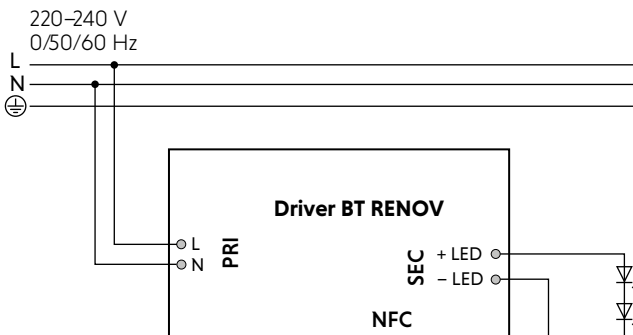 220–240 V
0/50/60 Hz
L
N
Driver BT RENOV
L
N
PRI
SEC
+ LED
– LED
NFC